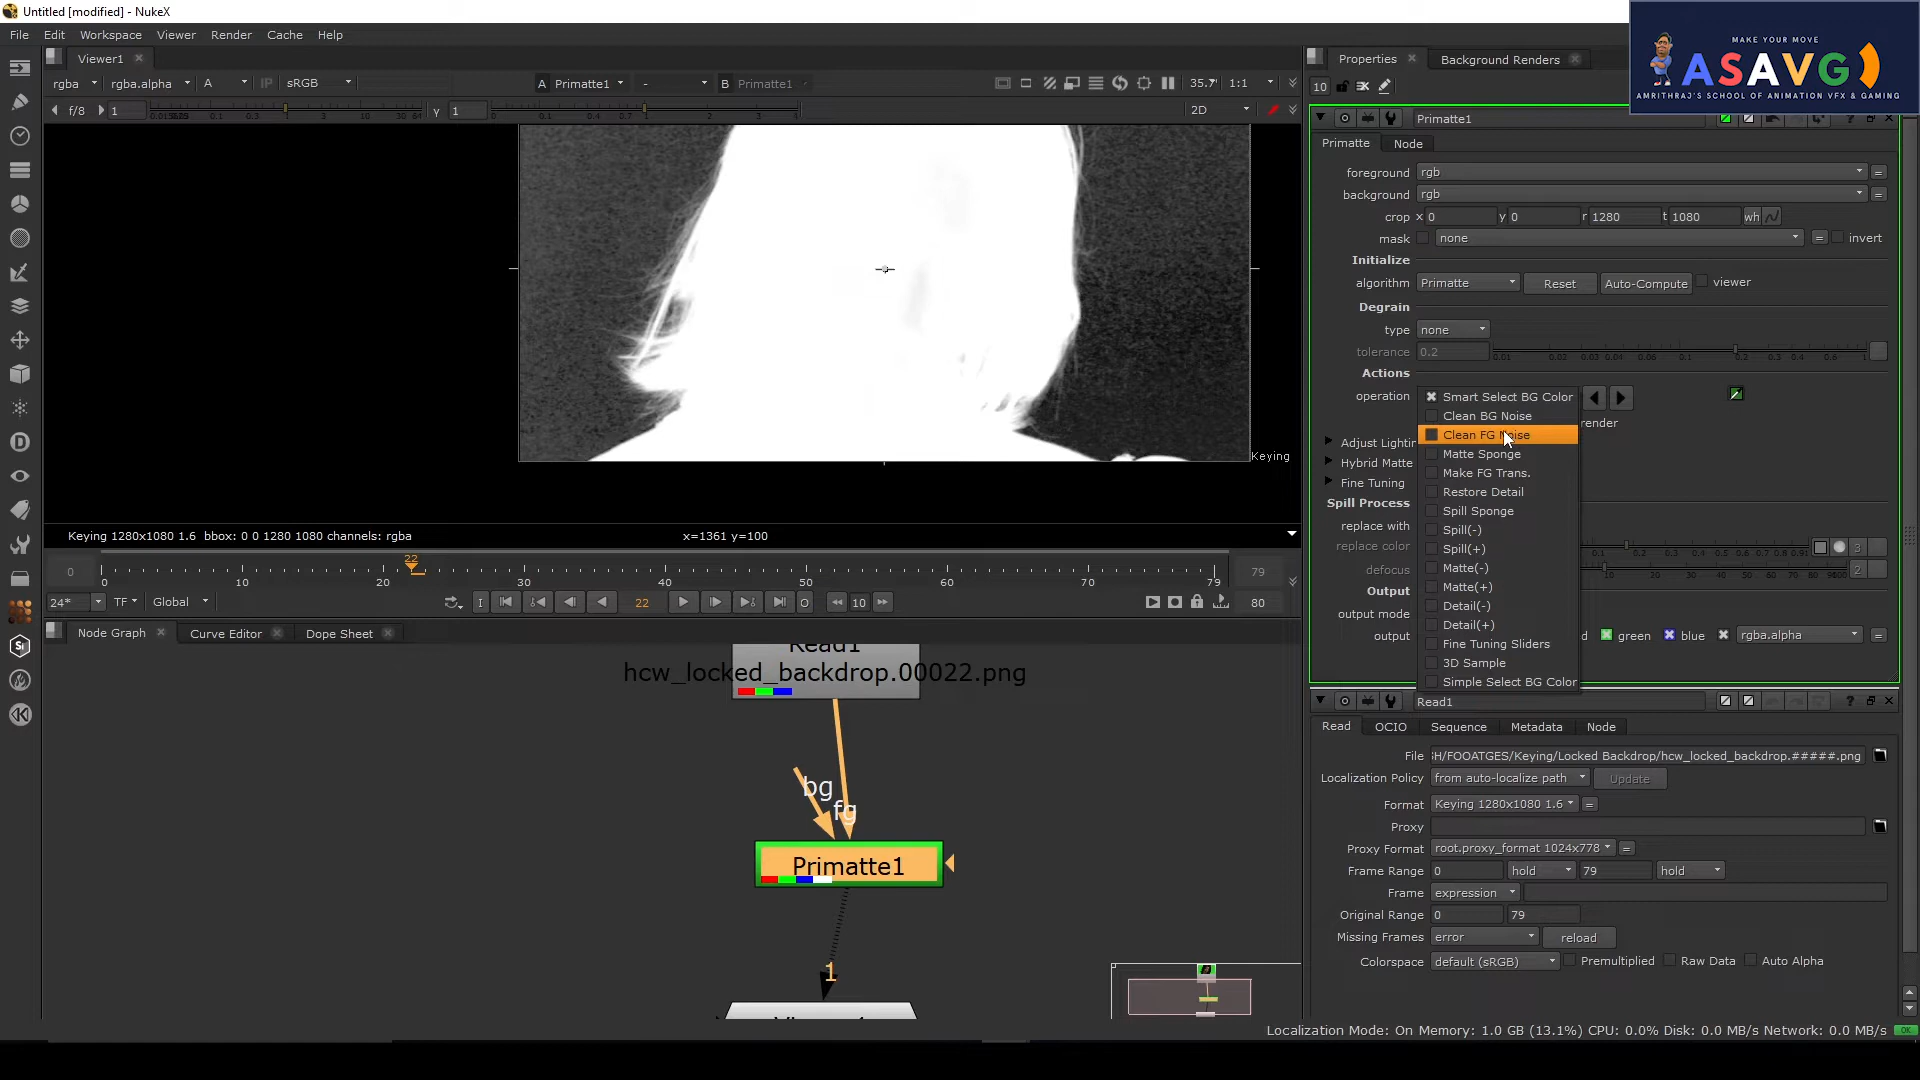 Untitled [modified] - NukeX
File Edit Workspace Viewer Render Cache Help
MAKE YOUR MOVE
ASAVG
AMRITHRAJ'S SCHOOL OF ANIMATION VFX & GAMING
Viewer1
Properties Background Renders
rgba rgba.alpha A IP sRGB A Primatte1 - B Primatte1 35.7 1:1
10
f/8 1 γ 1 2D
Primatte1
Primatte Node
foreground rgb =
background rgb =
crop x 0 y 0 r 1280 t 1080 wh
mask none = invert
Initialize
algorithm Primatte Reset Auto-Compute viewer
Degrain
type none
tolerance 0.2
Actions
operation Smart Select BG Color
Clean BG Noise
render
Clean FG Noise
Adjust Lightin
Matte Sponge
Hybrid Matte
Make FG Trans.
Fine Tuning
Restore Detail
Spill Process
Spill Sponge
replace with
Spill(-)
replace color
Spill(+)
3
defocus
Matte(-)
2
Output
Matte(+)
output mode
Detail(-)
Detail(+)
output d green blue rgba.alpha =
Fine Tuning Sliders
3D Sample
Simple Select BG Color
Keying
Keying 1280x1080 1.6 bbox: 0 0 1280 1080 channels: rgba x=1361 y=100
22
0 0 10 20 30 40 50 60 70 79 79
24* TF Global I 22 O 10 80
Node Graph Curve Editor Dope Sheet
Read1
hcw_locked_backdrop.00022.png
bg
fg
Primatte1
1
Read1
Read OCIO Sequence Metadata Node
File SH/FOOATGES/Keying/Locked Backdrop/hcw_locked_backdrop.#####.png
Localization Policy from auto-localize path Update
Format Keying 1280x1080 1.6 =
Proxy
Proxy Format root.proxy_format 1024x778 =
Frame Range 0 hold 79 hold
Frame expression
Original Range 0 79
Missing Frames error reload
Colorspace default (sRGB) Premultiplied Raw Data Auto Alpha
Localization Mode: On Memory: 1.0 GB (13.1%) CPU: 0.0% Disk: 0.0 MB/s Network: 0.0 MB/s